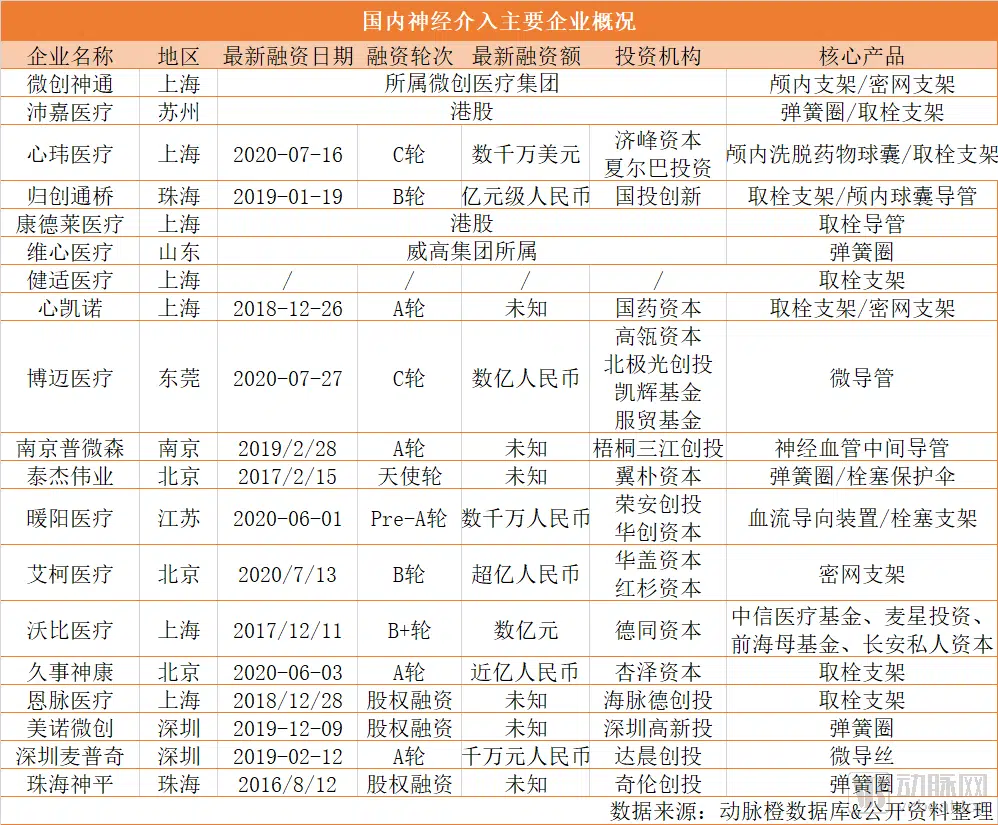 国内神经介入主要企业概况
企业名称 地区 最新融资日期 融资轮次 最新融资额 投资机构 核心产品
微创神通 上海 所属微创医疗集团 颅内支架/密网支架
沛嘉医疗 苏州 港股 弹簧圈/取栓支架
心玮医疗 上海 2020-07-16 C轮 数千万美元 济峰资本 颅内洗脱药物球囊/取栓支架
夏尔巴投资
归创通桥 珠海 2019-01-19 B轮 亿元级人民币 国投创新 取栓支架/颅内球囊导管
康德莱医疗 上海 港股 取栓导管
维心医疗 山东 威高集团所属 弹簧圈
健适医疗 上海 / / / / 取栓支架
心凯诺 上海 2018-12-26 A轮 未知 国药资本 取栓支架/密网支架
博迈医疗 东莞 2020-07-27 C轮 数亿人民币 高瓴资本 微导管
北极光创投
凯辉基金
服贸基金
南京普微森 南京 2019/2/28 A轮 未知 梧桐三江创投 神经血管中间导管
泰杰伟业 北京 2017/2/15 天使轮 未知 翼朴资本 弹簧圈/栓塞保护伞
暖阳医疗 江苏 2020-06-01 Pre-A轮 数千万人民币 荣安创投 血流导向装置/栓塞支架
华创资本
艾柯医疗 北京 2020/7/13 B轮 超亿人民币 华盖资本 密网支架
红杉资本
沃比医疗 上海 2017/12/11 B+轮 数亿元 德同资本 中信医疗基金、麦星投资、
前海母基金、长安私人资本
久事神康 北京 2020-06-03 A轮 近亿人民币 杏泽资本 取栓支架
恩脉医疗 上海 2018/12/28 股权融资 未知 海脉德创投 取栓支架
美诺微创 深圳 2019-12-09 股权融资 未知 深圳高新投 弹簧圈
深圳麦普奇 深圳 2019-02-12 A轮 千万元人民币 达晨创投 微导丝
珠海神平 珠海 2016/8/12 股权融资 未知 奇伦创投 弹簧圈
动脉网
数据来源：动脉橙数据库&公开资料整理